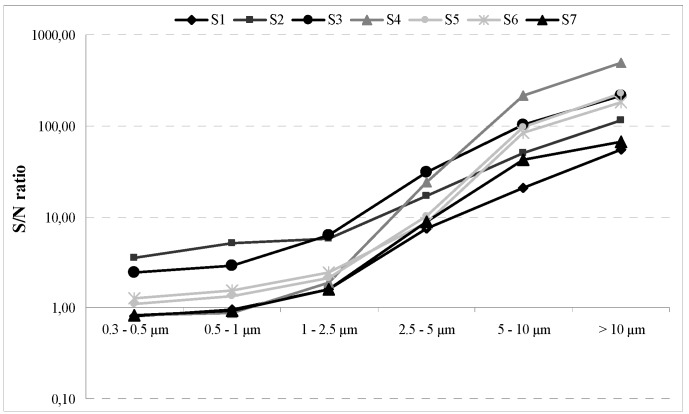 S1 S2 S3 S4 S5 S6 S7
1000,00
100,00
10,00
1,00
0,10
S/N ratio
0.3 - 0.5 µm 0.5 - 1 µm 1 - 2.5 µm 2.5 - 5 µm 5 - 10 µm > 10 µm